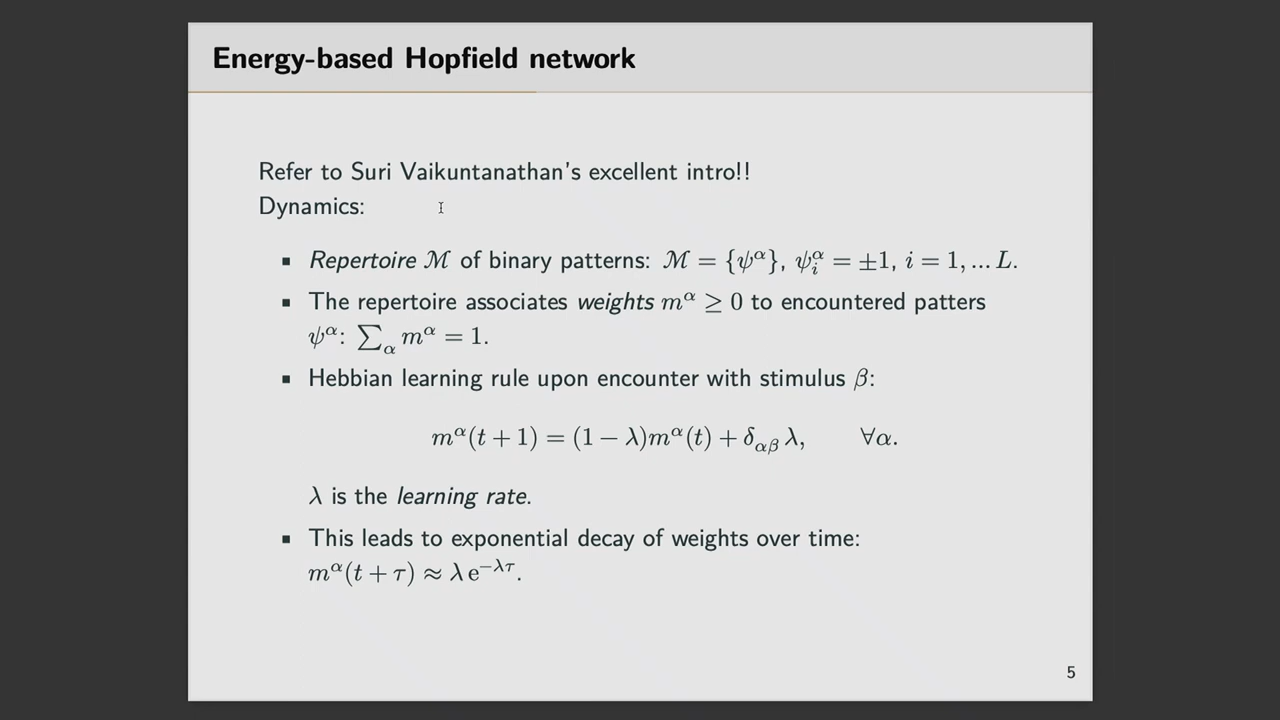 Energy-based Hopfield network
Refer to Suri Vaikuntanathan's excellent intro!!
Dynamics:
▪ Repertoire ℳ of binary patterns: ℳ = {ψ^α}, ψ_i^α = ±1, i = 1, ... L.
▪ The repertoire associates weights m^α ≥ 0 to encountered patters
ψ^α: ∑_α m^α = 1.
▪ Hebbian learning rule upon encounter with stimulus β:
m^α(t + 1) = (1 − λ)m^α(t) + δ_αβ λ, ∀α.
λ is the learning rate.
▪ This leads to exponential decay of weights over time:
m^α(t + τ) ≈ λ e^−λτ.
5